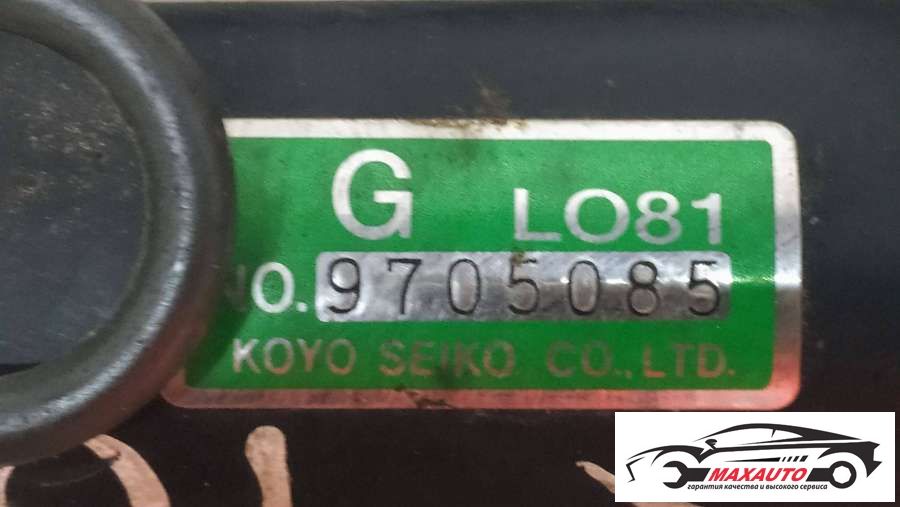 G LO81
NO. 9705085
KOYO SEIKO CO., LTD.
MAXAUTO
гарантия качества и высокого сервиса